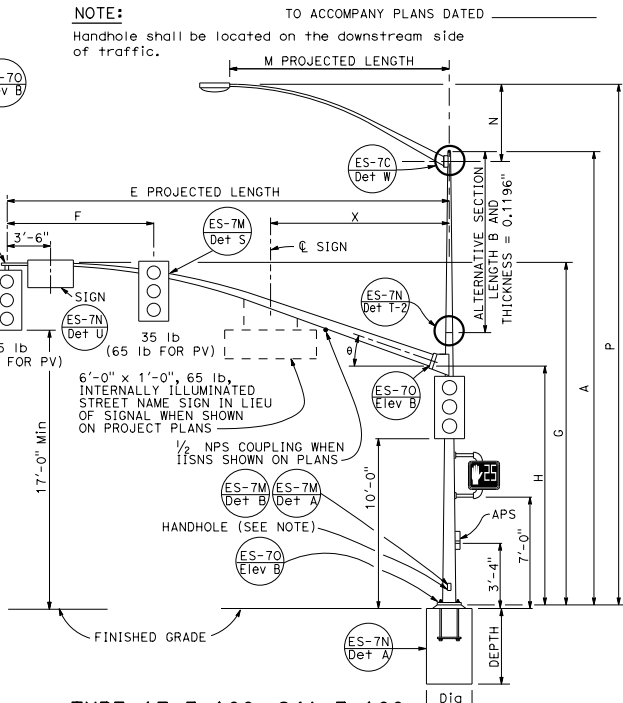 NOTE:
TO ACCOMPANY PLANS DATED
Handhole shall be located on the downstream side
of traffic.
M PROJECTED LENGTH
N
ES-7C
Det W
E PROJECTED LENGTH
F
X
3'-6"
ES-7M
Det S
℄ SIGN
ALTERNATIVE SECTION
LENGTH B AND
THICKNESS = 0.1196"
P
SIGN
ES-7N
Det U
ES-7N
Det T-2
35 lb
(65 lb FOR PV)
lb
FOR PV)
θ
A
6'-0" x 1'-0", 65 lb,
INTERNALLY ILLUMINATED
STREET NAME SIGN IN LIEU
OF SIGNAL WHEN SHOWN
ON PROJECT PLANS
ES-7O
Elev B
G
17'-0" Min
½ NPS COUPLING WHEN
IISNS SHOWN ON PLANS
10'-0"
H
25
ES-7M
Det B
ES-7M
Det A
APS
7'-0"
HANDHOLE (SEE NOTE)
3'-4"
ES-7O
Elev B
FINISHED GRADE
ES-7N
Det A
DEPTH
Dia